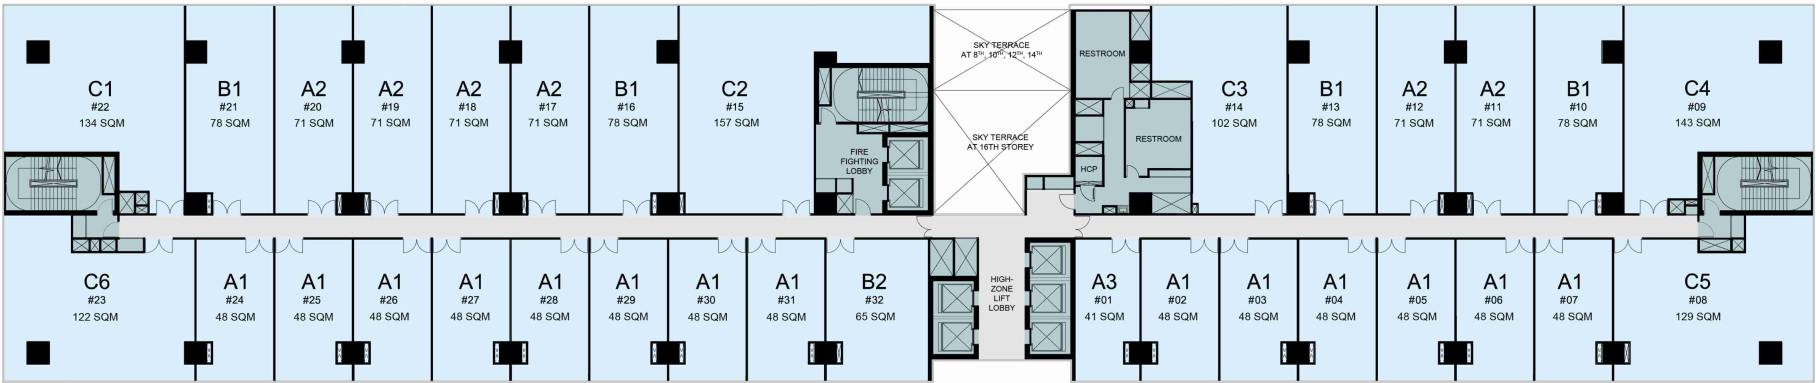 C1
#22
134 SQM
B1
#21
78 SQM
A2
#20
71 SQM
A2
#19
71 SQM
A2
#18
71 SQM
A2
#17
71 SQM
B1
#16
78 SQM
C2
#15
157 SQM
FIRE
FIGHTING
LOBBY
SKY TERRACE
AT 8TH, 10TH, 12TH, 14TH
SKY TERRACE
AT 16TH STOREY
RESTROOM
RESTROOM
HCP
C3
#14
102 SQM
B1
#13
78 SQM
A2
#12
71 SQM
A2
#11
71 SQM
B1
#10
78 SQM
C4
#09
143 SQM
C6
#23
122 SQM
A1
#24
48 SQM
A1
#25
48 SQM
A1
#26
48 SQM
A1
#27
48 SQM
A1
#28
48 SQM
A1
#29
48 SQM
A1
#30
48 SQM
A1
#31
48 SQM
B2
#32
65 SQM
HIGH-
ZONE
LIFT
LOBBY
A3
#01
41 SQM
A1
#02
48 SQM
A1
#03
48 SQM
A1
#04
48 SQM
A1
#05
48 SQM
A1
#06
48 SQM
A1
#07
48 SQM
C5
#08
129 SQM